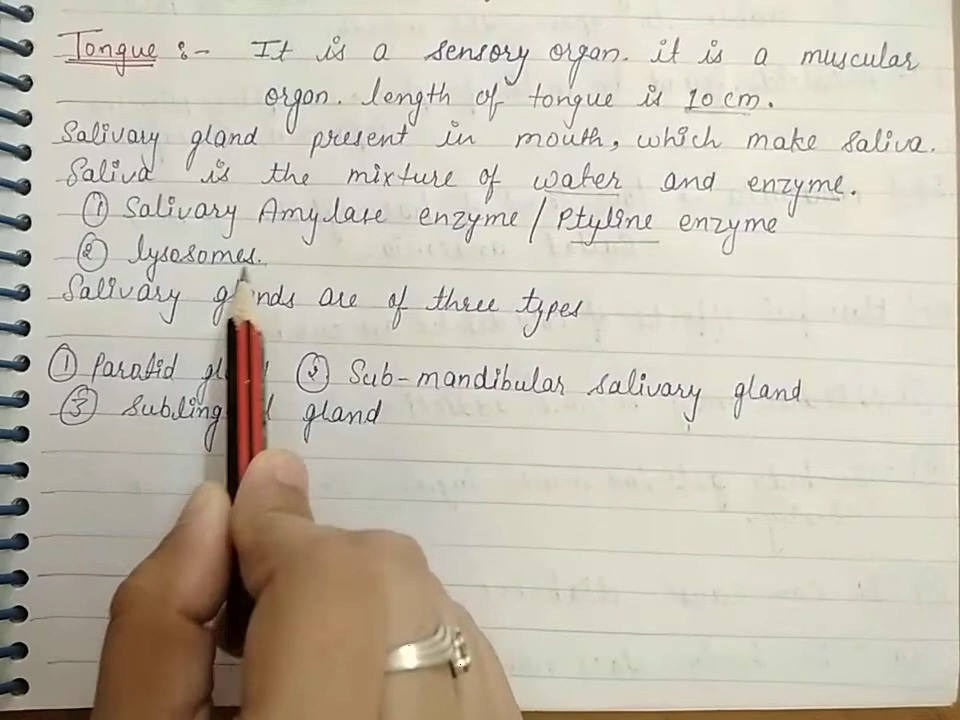 Tongue :- It is a sensory organ. it is a muscular
organ. length of tongue is 10 cm.
Salivary gland present in mouth, which make saliva.
Saliva is the mixture of water and enzyme.
① Salivary Amylase enzyme / Ptyline enzyme
② lysosomes.
Salivary glands are of three types
① Paratid ② Sub-mandibular salivary gland
③ gland